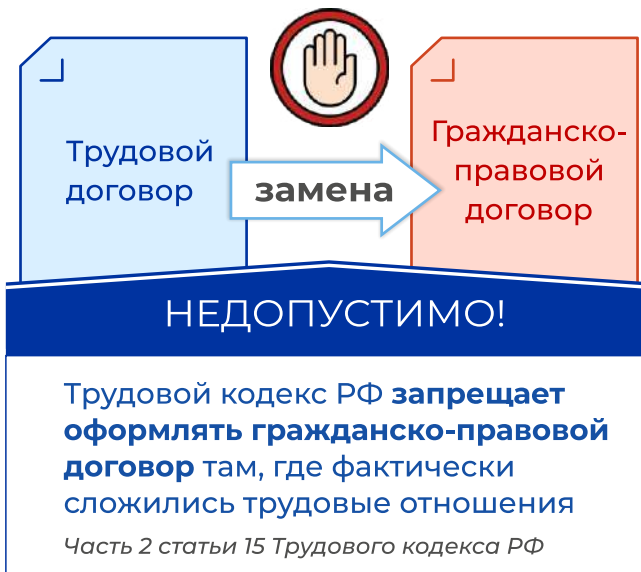 Трудовой
договор
замена
Гражданско-
правовой
договор
НЕДОПУСТИМО!
Трудовой кодекс РФ запрещает
оформлять гражданско-правовой
договор там, где фактически
сложились трудовые отношения
Часть 2 статьи 15 Трудового кодекса РФ